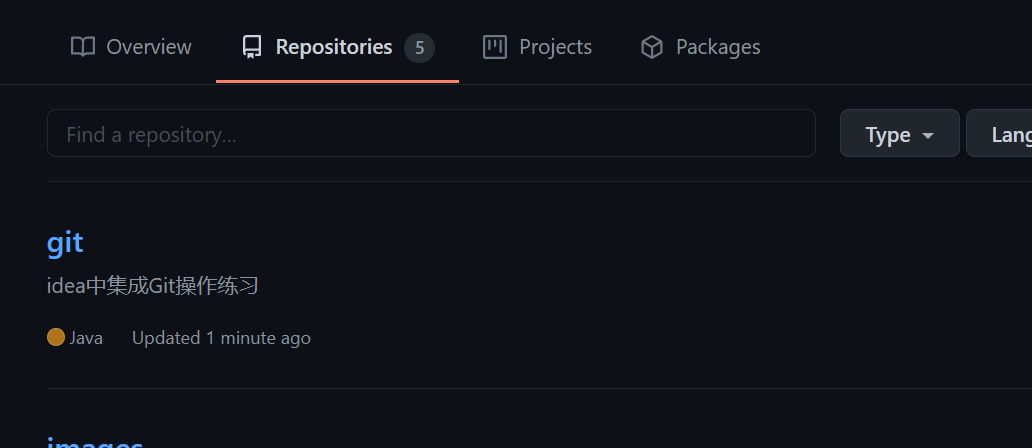 Overview Repositories 5 Projects Packages
Find a repository... Type Lang
git
idea中集成Git操作练习
Java Updated 1 minute ago
images